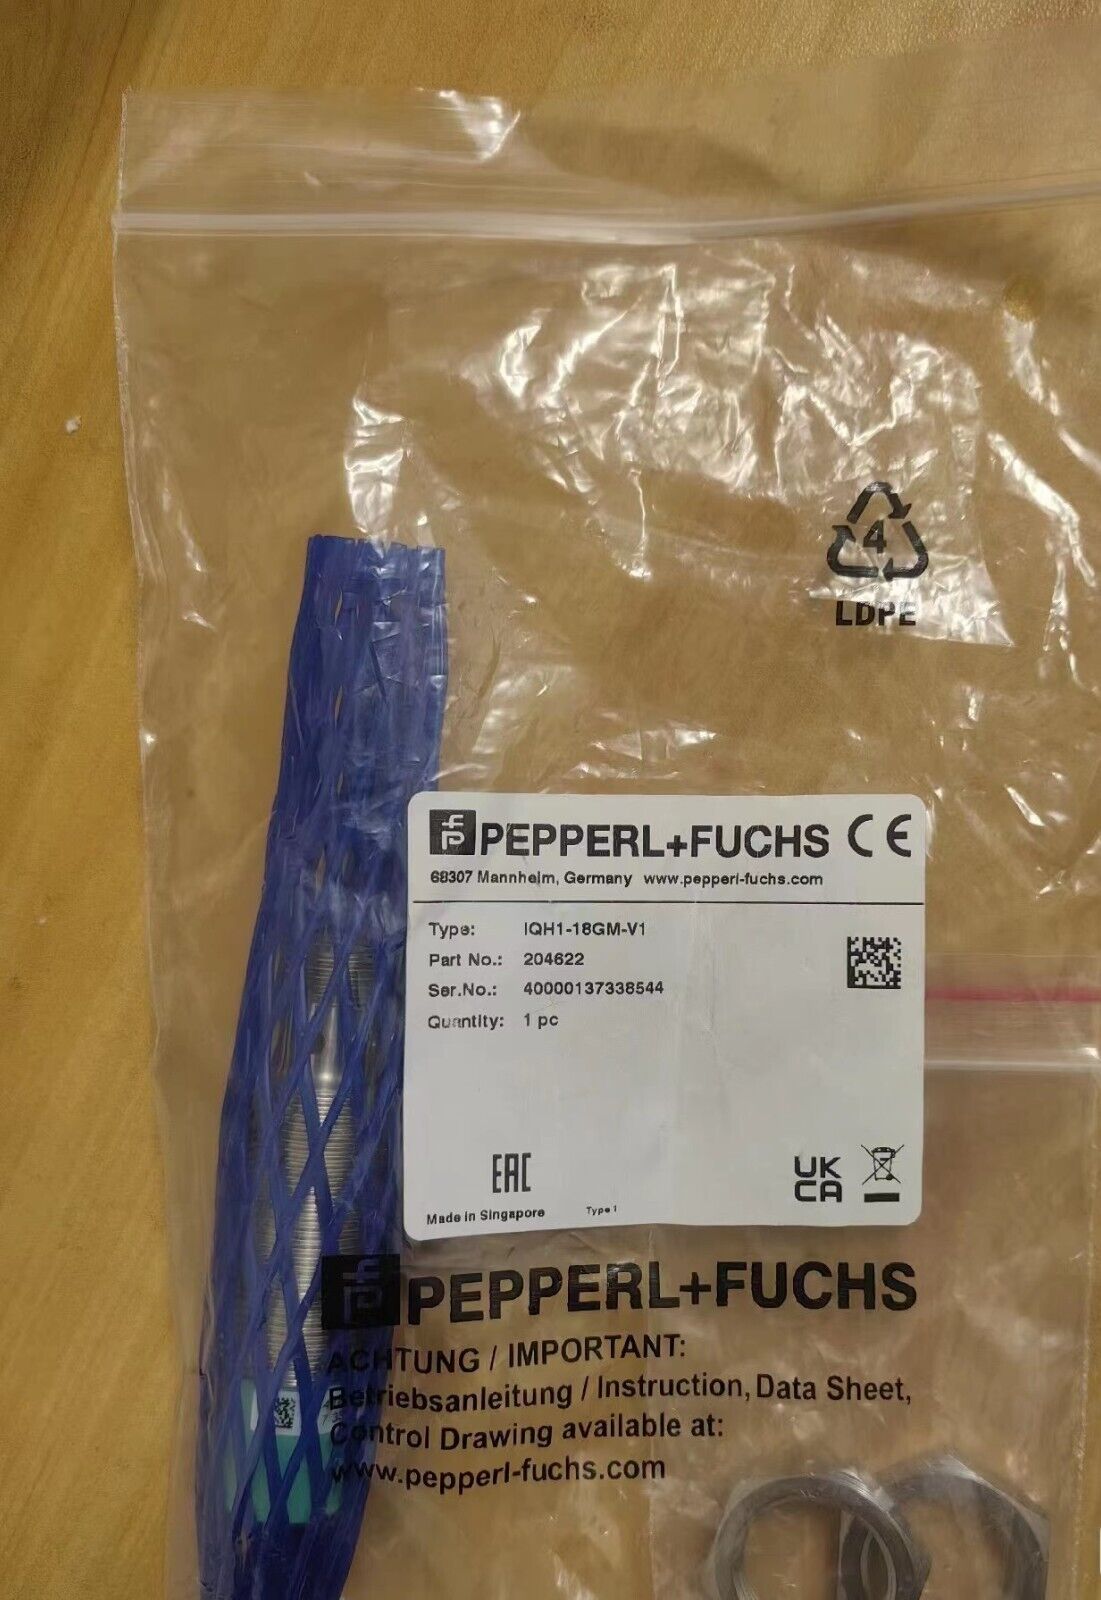 4
LDPE
PEPPERL+FUCHS CE
68307 Mannheim, Germany www.pepperl-fuchs.com
Type: IQH1-18GM-V1
Part No.: 204622
Ser.No.: 40000137338544
Quantity: 1 pc
EAC
UK
CA
Made in Singapore Type 1
PEPPERL+FUCHS
ACHTUNG / IMPORTANT:
Betriebsanleitung / Instruction, Data Sheet,
Control Drawing available at:
www.pepperl-fuchs.com